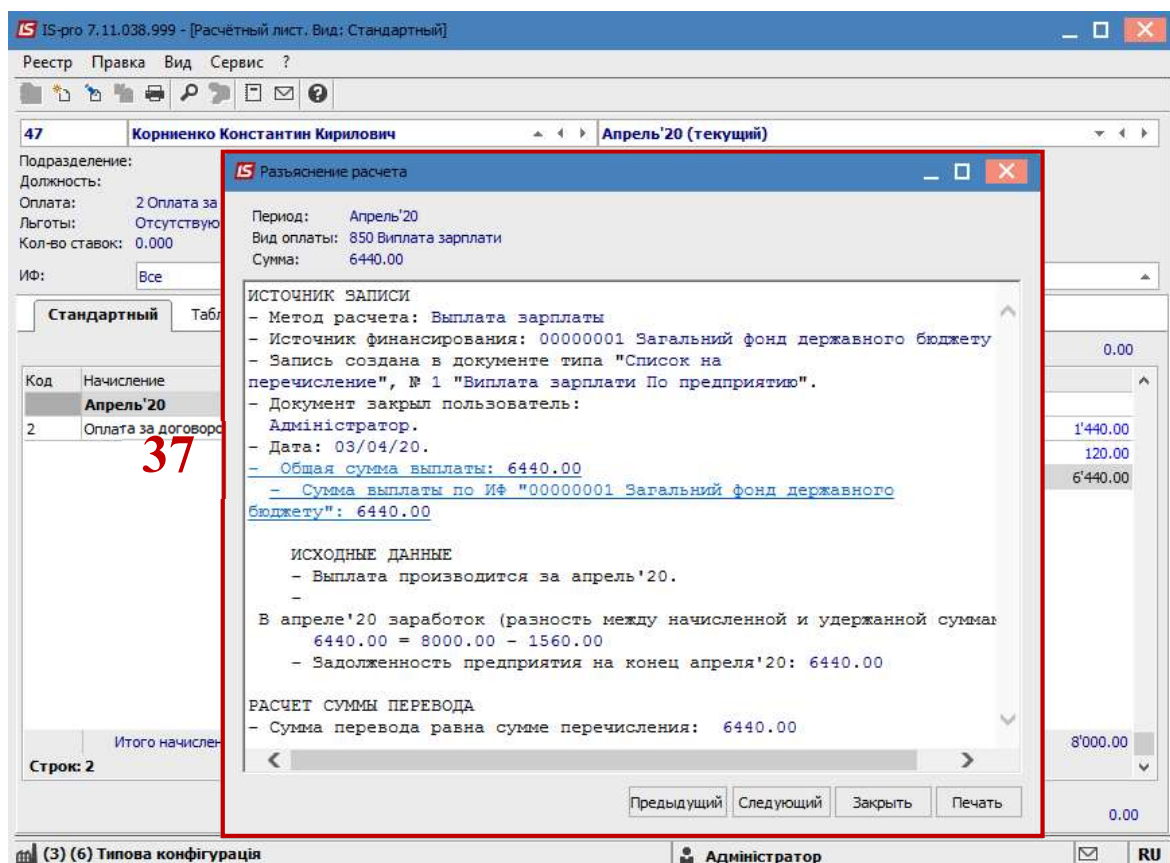 IS-pro 7.11.038.999 - [Расчётный лист. Вид: Стандартный]
Реестр Правка Вид Сервис ?
47 Корниенко Константин Кирилович Апрель'20 (текущий)
Подразделение:
Должность:
Оплата: 2 Оплата за
Льготы: Отсутствую
Кол-во ставок: 0.000
ИФ: Все
Стандартный Табл
0.00
Код Начисление
Апрель'20
2 Оплата за договоро 1'440.00
120.00
6'440.00
37
Итого начислен 8'000.00
Строк: 2
0.00
Разъяснение расчета
Период: Апрель'20
Вид оплаты: 850 Виплата зарплати
Сумма: 6440.00
ИСТОЧНИК ЗАПИСИ
- Метод расчета: Выплата зарплаты
- Источник финансирования: 00000001 Загальний фонд державного бюджету
- Запись создана в документе типа "Список на
перечисление", № 1 "Виплата зарплати По предприятию".
- Документ закрыл пользователь:
Адміністратор.
- Дата: 03/04/20.
- Общая сумма выплаты: 6440.00
- Сумма выплаты по ИФ "00000001 Загальний фонд державного
бюджету": 6440.00
ИСХОДНЫЕ ДАННЫЕ
- Выплата производится за апрель'20.
-
В апреле'20 заработок (разность между начисленной и удержанной суммам
6440.00 = 8000.00 - 1560.00
- Задолженность предприятия на конец апреля'20: 6440.00
РАСЧЕТ СУММЫ ПЕРЕВОДА
- Сумма перевода равна сумме перечисления: 6440.00
Предыдущий Следующий Закрыть Печать
(3) (6) Типова конфігурація Адміністратор RU